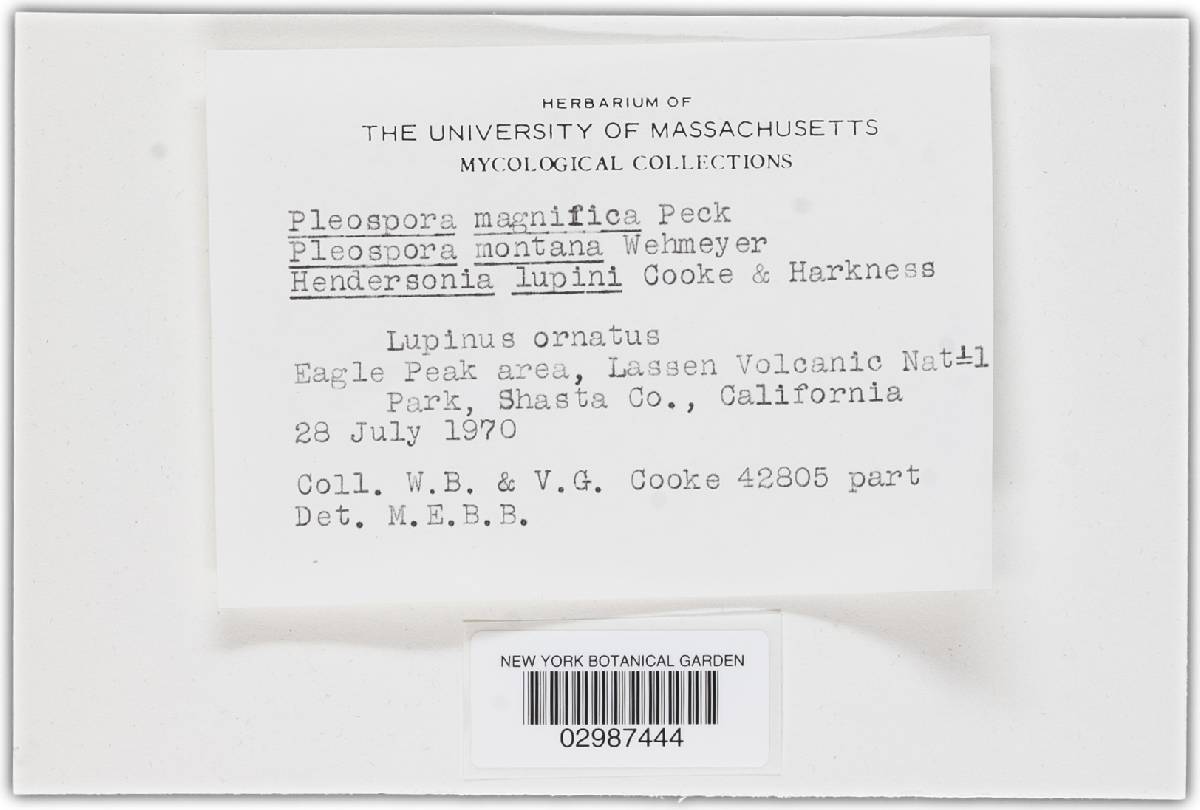 HERBARIUM OF
THE UNIVERSITY OF MASSACHUSETTS
MYCOLOGICAL COLLECTIONS
Pleospora magnifica Peck
Pleospora montana Wehmeyer
Hendersonia lupini Cooke & Harkness
Lupinus ornatus
Eagle Peak area, Lassen Volcanic Nat'l
Park, Shasta Co., California
28 July 1970
Coll. W.B. & V.G. Cooke 42805 part
Det. M.E.B.B.
NEW YORK BOTANICAL GARDEN
02987444